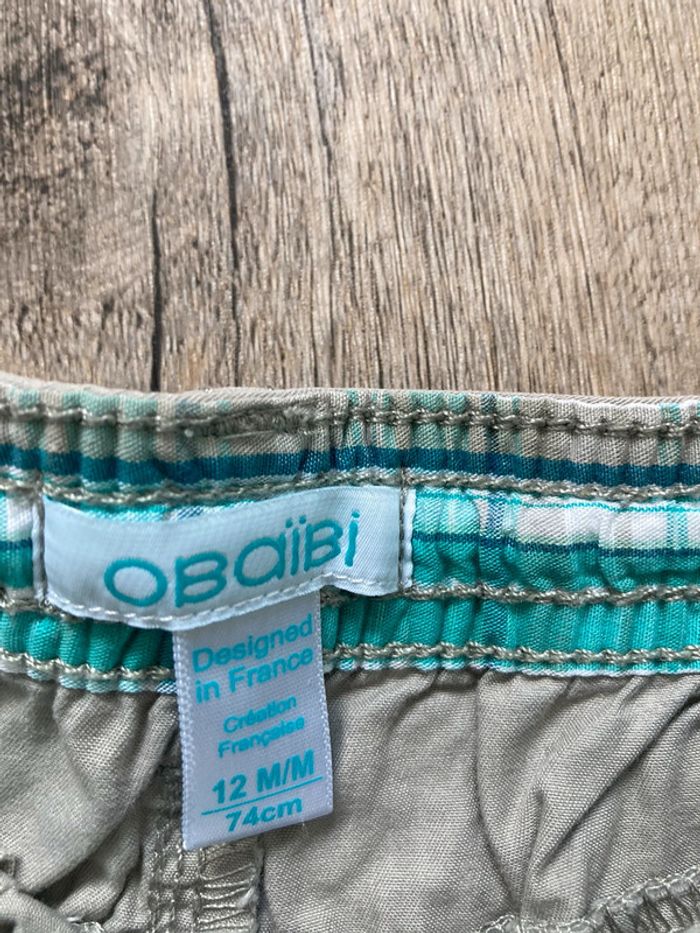 OBaïBi
Designed
in France
Création
Française
12 M/M
74cm